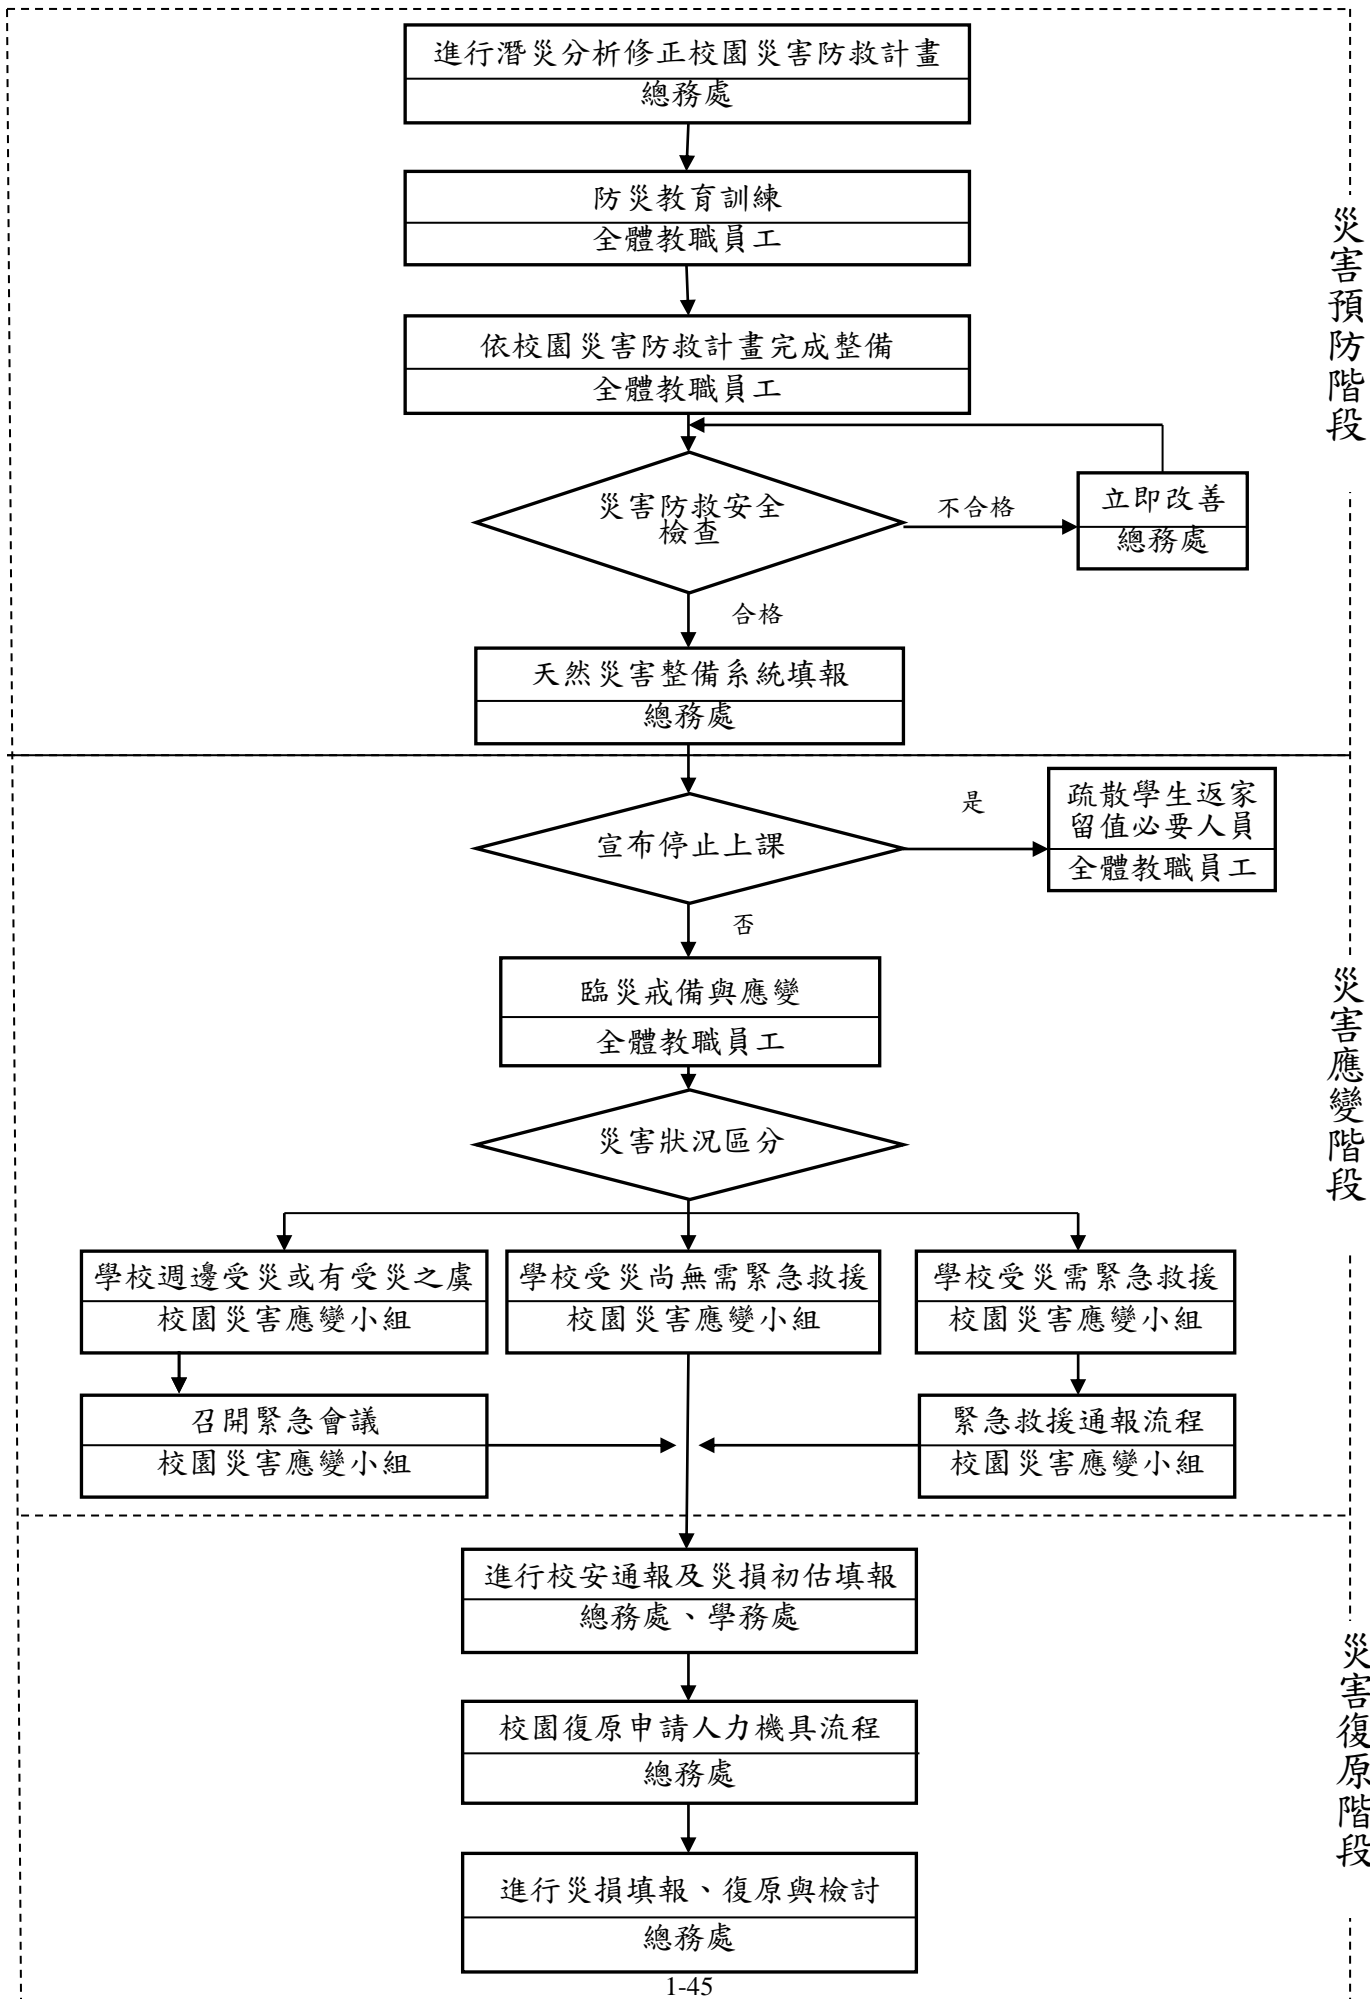 進行潛災分析修正校園災害防救計畫
總務處
防災教育訓練
全體教職員工
災害預防階段
依校園災害防救計畫完成整備
全體教職員工
災害防救安全
檢查
不合格
立即改善
總務處
合格
天然災害整備系統填報
總務處
宣布停止上課
是
疏散學生返家
留值必要人員
全體教職員工
否
臨災戒備與應變
全體教職員工
災害應變階段
災害狀況區分
學校週邊受災或有受災之虞
校園災害應變小組
學校受災尚無需緊急救援
校園災害應變小組
學校受災需緊急救援
校園災害應變小組
召開緊急會議
校園災害應變小組
緊急救援通報流程
校園災害應變小組
進行校安通報及災損初估填報
總務處、學務處
災害復原階段
校園復原申請人力機具流程
總務處
進行災損填報、復原與檢討
總務處
1-45